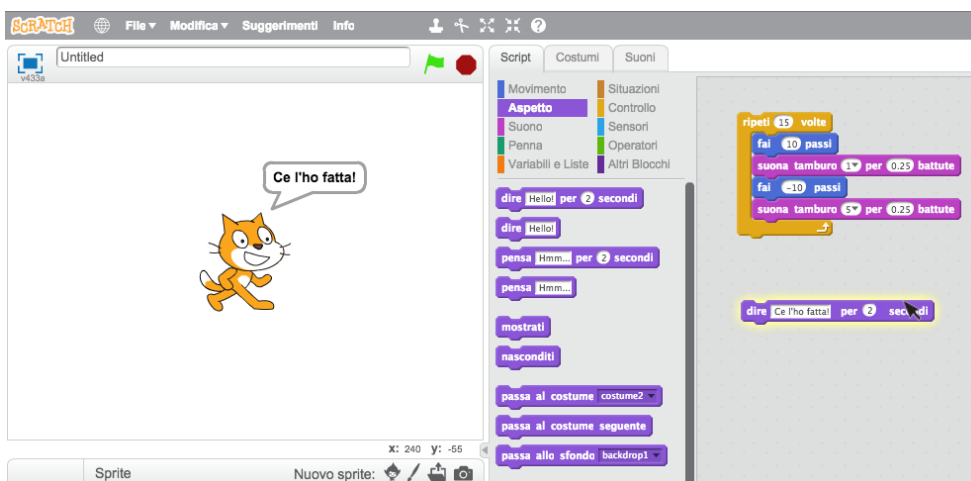 SCRATCH File Modifica Suggerimenti Info
v433a
Untitled
Ce l'ho fatta!
x: 240 y: -55
Sprite Nuovo sprite:
Script Costumi Suoni
Movimento Situazioni
Aspetto Controllo
Suono Sensori
Penna Operatori
Variabili e Liste Altri Blocchi
dire Hello! per 2 secondi
dire Hello!
pensa Hmm... per 2 secondi
pensa Hmm...
mostrati
nasconditi
passa al costume costume2
passa al costume seguente
passa allo sfondo backdrop1
ripeti 15 volte
fai 10 passi
suona tamburo 1 per 0.25 battute
fai -10 passi
suona tamburo 5 per 0.25 battute
dire Ce l'ho fatta! per 2 secondi